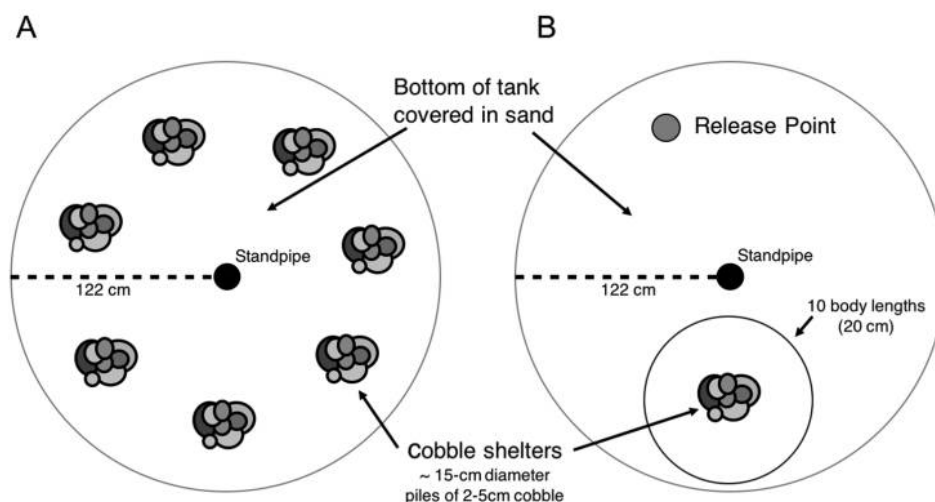 A
B
Bottom of tank
covered in sand
Release Point
Standpipe
122 cm
Standpipe
122 cm
10 body lengths
(20 cm)
Cobble shelters
~ 15-cm diameter
piles of 2-5cm cobble